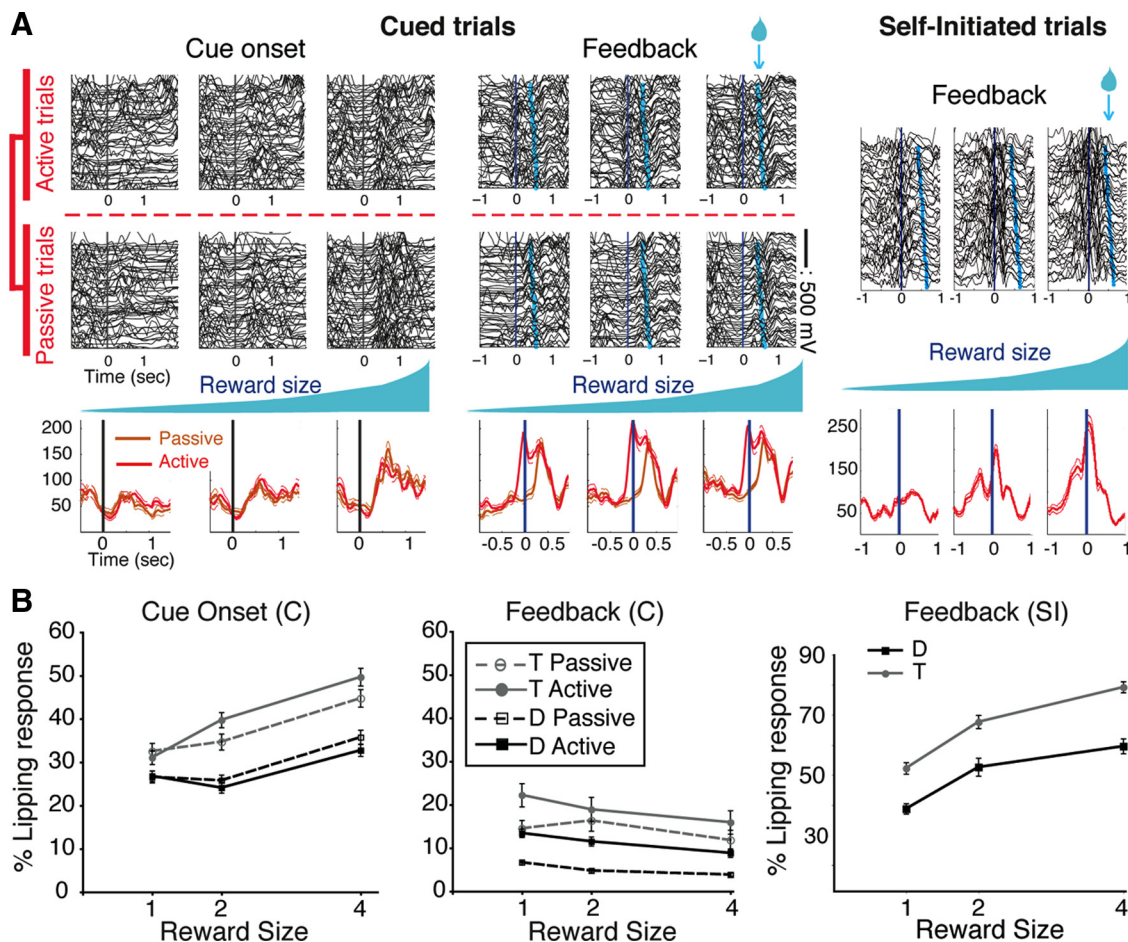 A
Cued trials
Self-Initiated trials
Cue onset
Feedback
Feedback
Active trials
Passive trials
0 1
0 1
0 1
-1 0 1
-1 0 1
-1 0 1
0 1
0 1
0 1
-1 0 1
-1 0 1
-1 0 1
: 500 mV
-1 0 1
-1 0 1
-1 0 1
Time (sec)
Reward size
Reward size
Reward size
200
150
100
50
Passive
Active
250
150
50
0 1
0 1
0 1
-0.5 0 0.5
-0.5 0 0.5
-0.5 0 0.5
-1 0 1
-1 0 1
-1 0 1
Time (sec)
B
Cue Onset (C)
% Lipping response
60
50
40
30
20
10
0
1 2 4
Reward Size
Feedback (C)
T Passive
T Active
D Passive
D Active
% Lipping response
60
50
40
30
20
10
0
1 2 4
Reward Size
Feedback (SI)
D
T
% Lipping response
90
70
50
30
1 2 4
Reward Size